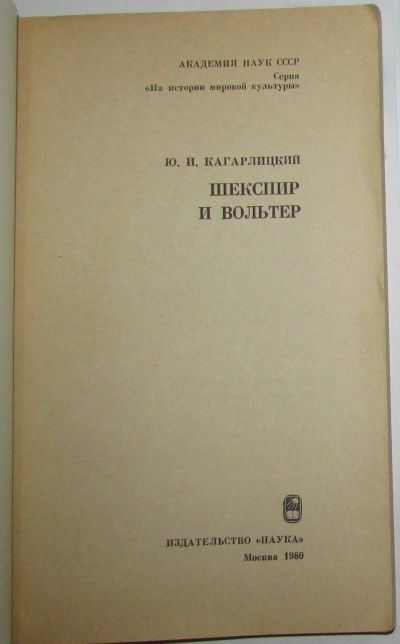 АКАДЕМИЯ НАУК СССР
Серия
«Из истории мировой культуры»
Ю. И. КАГАРЛИЦКИЙ
ШЕКСПИР
И ВОЛЬТЕР
ИЗДАТЕЛЬСТВО «НАУКА»
Москва 1980